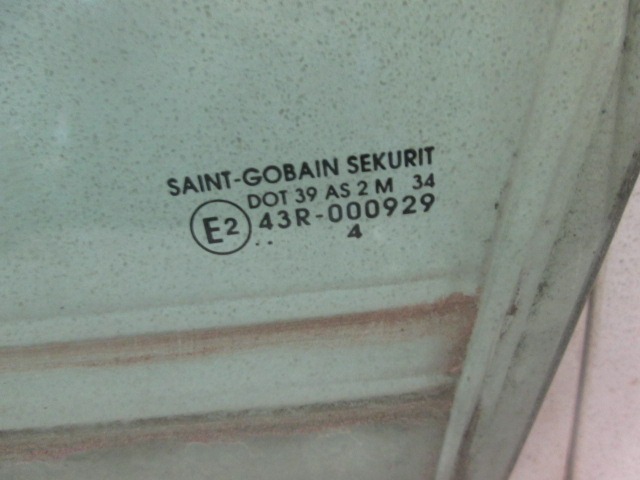 SAINT-GOBAIN SEKURIT
DOT 39 AS 2 M 34
E2 43R-000929
.. 4